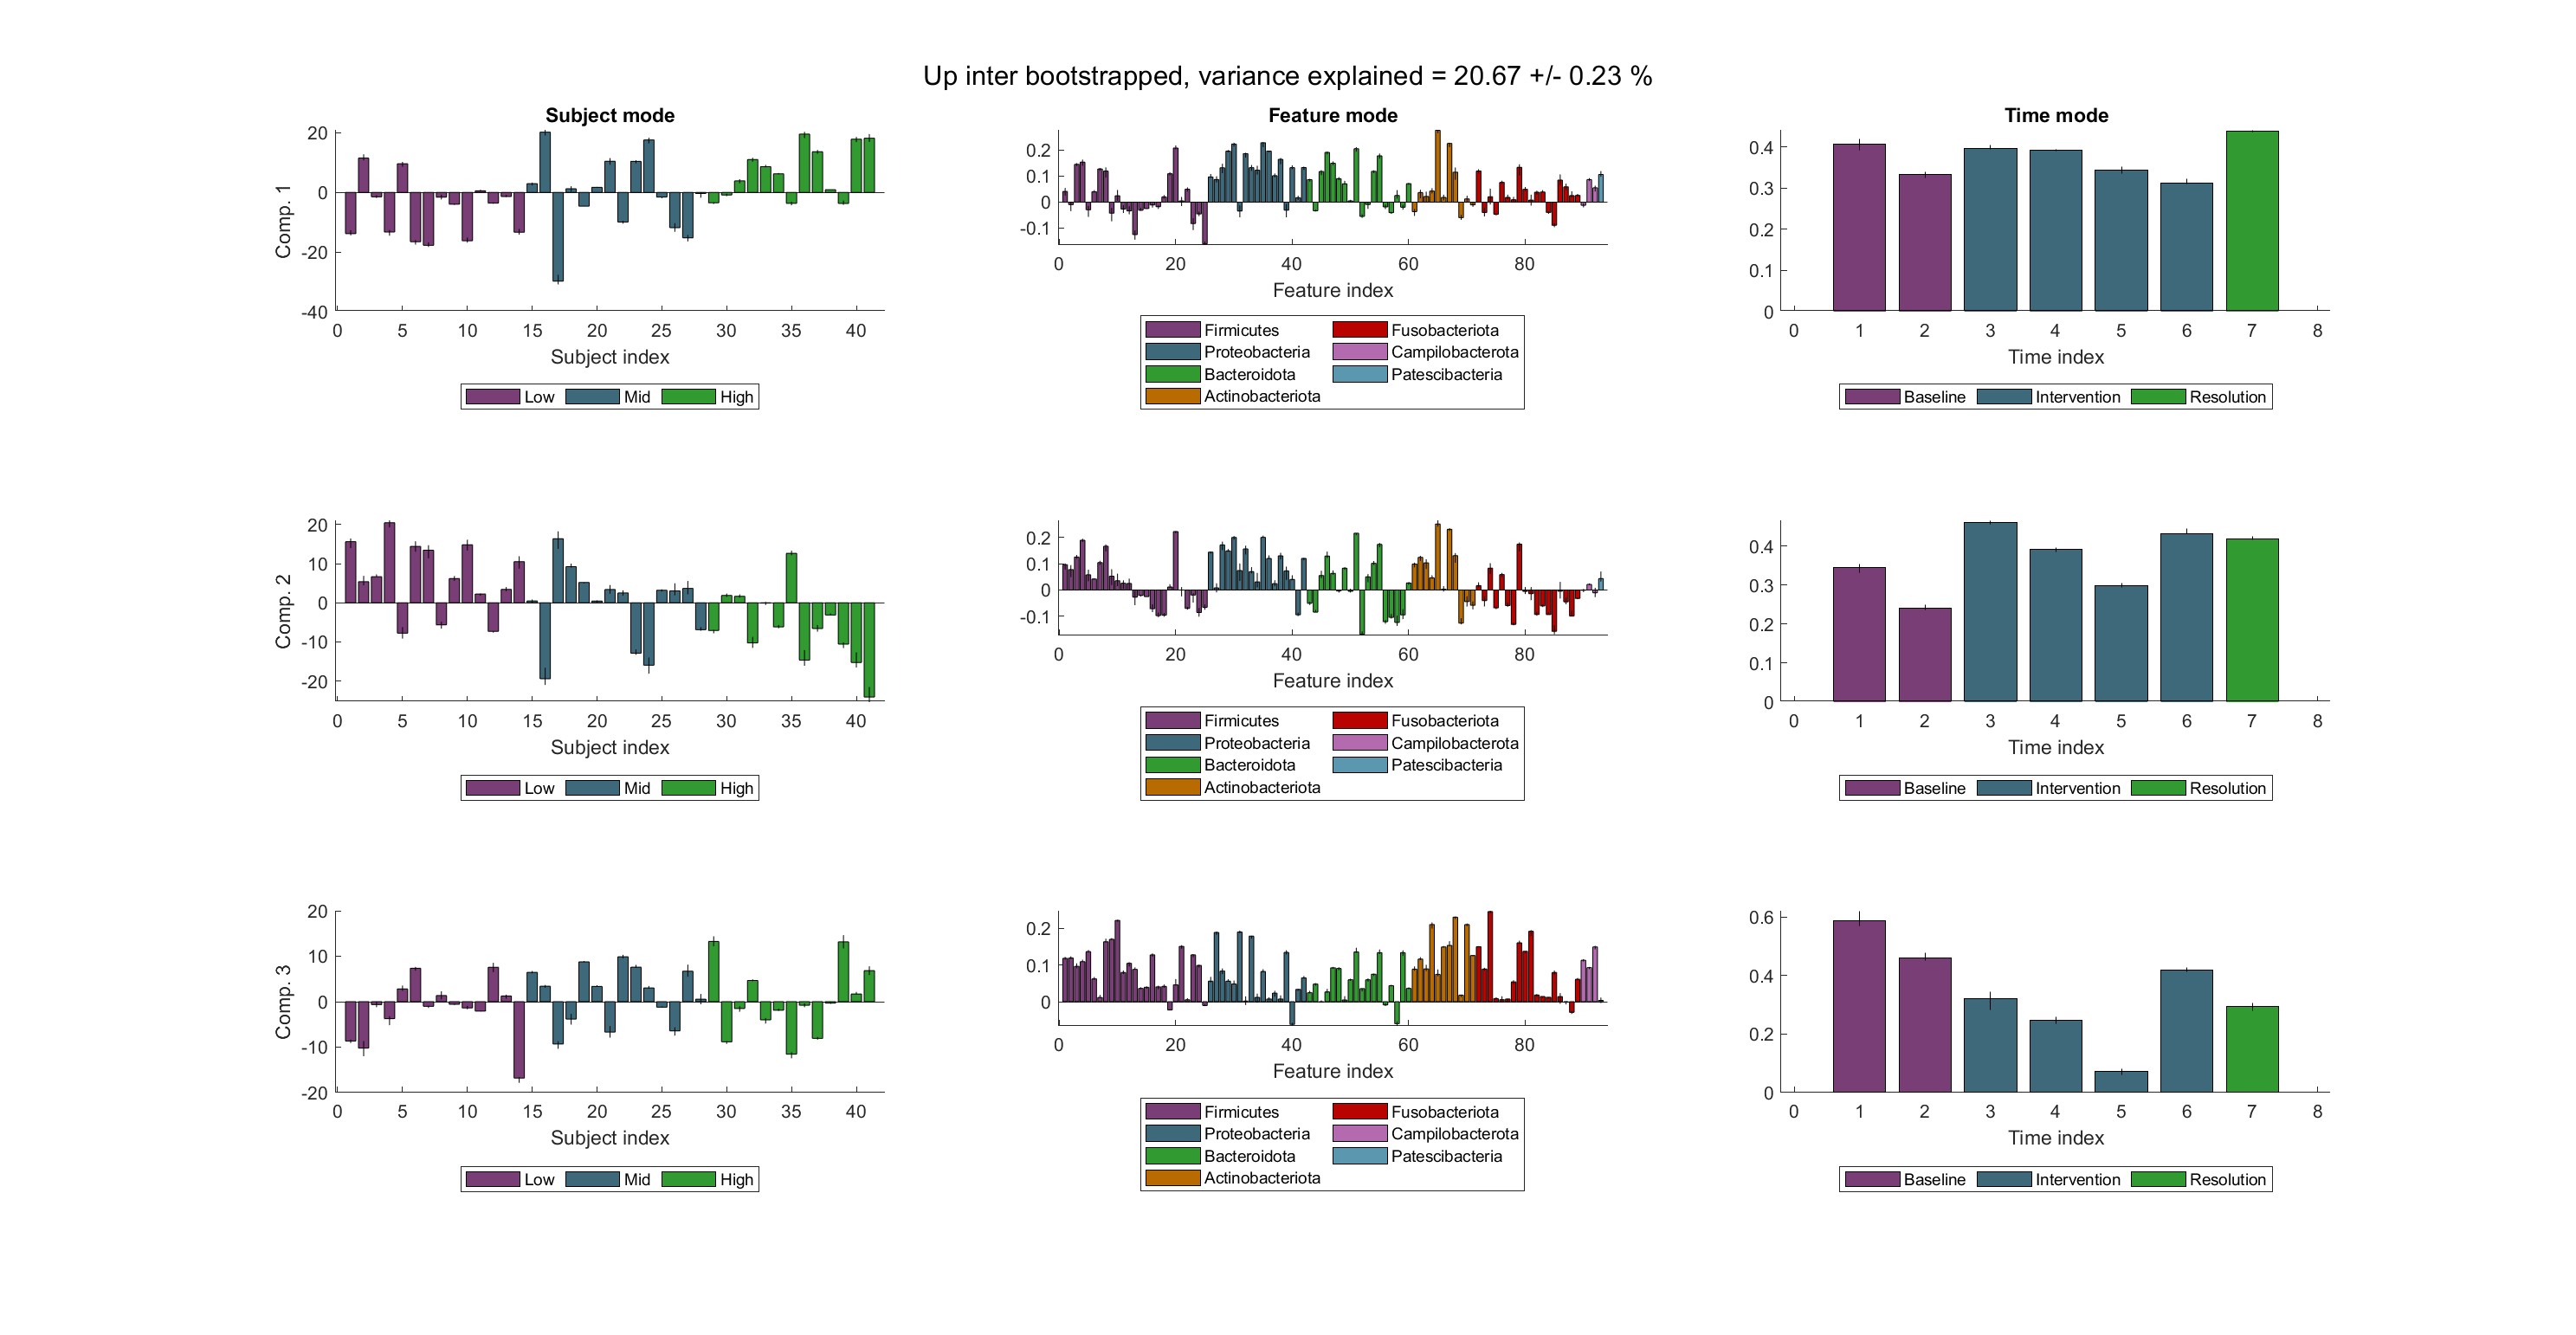 Up inter bootstrapped, variance explained = 20.67 +/- 0.23 %
Subject mode
Feature mode
Time mode
Comp. 1
20
0
-20
-40
0 5 10 15 20 25 30 35 40
Subject index
Low Mid High
0.2
0.1
0
-0.1
0 20 40 60 80
Feature index
Firmicutes Fusobacteriota
Proteobacteria Campilobacterota
Bacteroidota Patescibacteria
Actinobacteriota
0.4
0.3
0.2
0.1
0
0 1 2 3 4 5 6 7 8
Time index
Baseline Intervention Resolution
Comp. 2
20
10
0
-10
-20
0 5 10 15 20 25 30 35 40
Subject index
Low Mid High
0.2
0.1
0
-0.1
0 20 40 60 80
Feature index
Firmicutes Fusobacteriota
Proteobacteria Campilobacterota
Bacteroidota Patescibacteria
Actinobacteriota
0.4
0.3
0.2
0.1
0
0 1 2 3 4 5 6 7 8
Time index
Baseline Intervention Resolution
Comp. 3
20
10
0
-10
-20
0 5 10 15 20 25 30 35 40
Subject index
Low Mid High
0.2
0.1
0
0 20 40 60 80
Feature index
Firmicutes Fusobacteriota
Proteobacteria Campilobacterota
Bacteroidota Patescibacteria
Actinobacteriota
0.6
0.4
0.2
0
0 1 2 3 4 5 6 7 8
Time index
Baseline Intervention Resolution